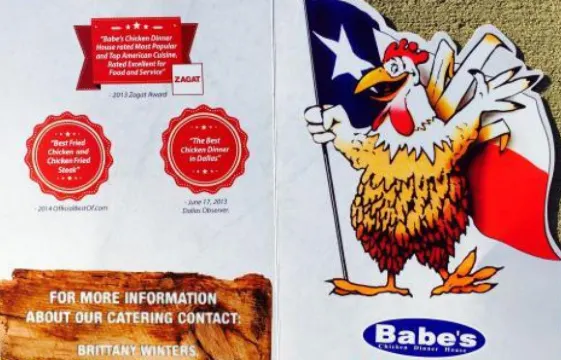 "Babe's Chicken Dinner
House rated Most Popular
and Top American Cuisine.
Rated Excellent for
Food and Service"
ZAGAT
- 2013 Zagat Award
"Best Fried
Chicken and
Chicken Fried
Steak"
- 2014 OfficialBestOf.com
"The Best
Chicken Dinner
in Dallas"
- June 17, 2013
Dallas Observer
FOR MORE INFORMATION
ABOUT OUR CATERING CONTACT:
BRITTANY WINTERS
Babe's
Chicken Dinner House